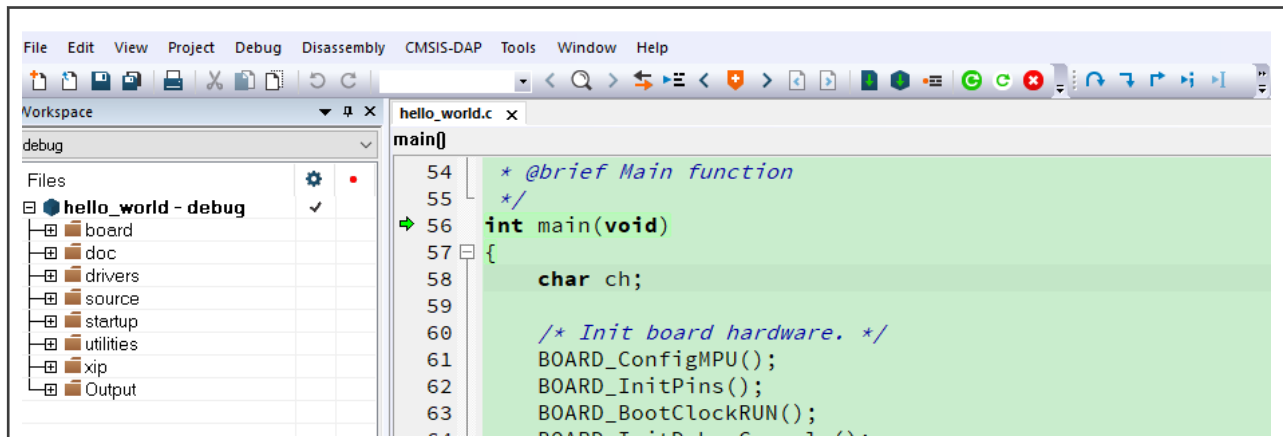 File Edit View Project Debug Disassembly CMSIS-DAP Tools Window Help
Workspace
hello_world.c
debug
main()
Files
hello_world - debug
board
doc
drivers
source
startup
utilities
xip
Output
54 * @brief Main function
55 */
56 int main(void)
57 {
58 char ch;
59
60 /* Init board hardware. */
61 BOARD_ConfigMPU();
62 BOARD_InitPins();
63 BOARD_BootClockRUN();